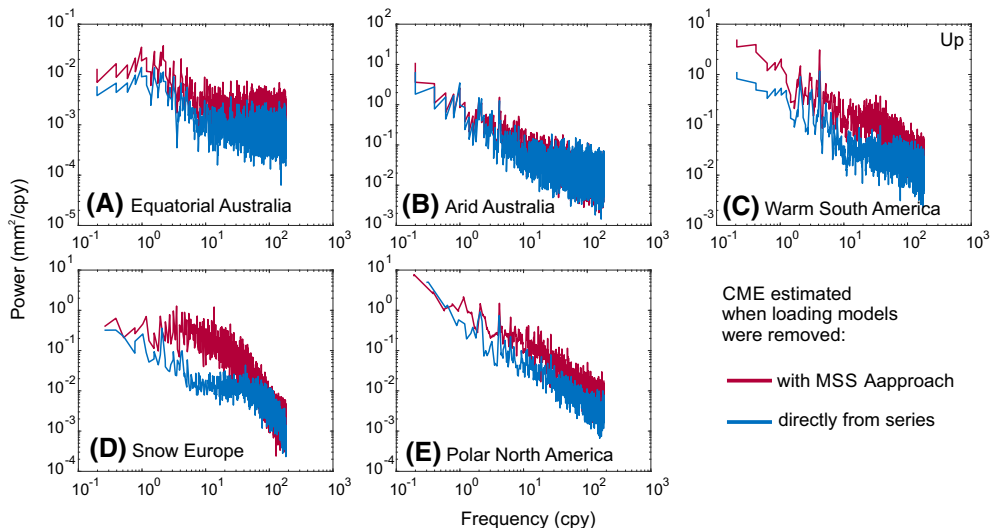 Power (mm²/cpy)
10⁻¹
10⁻²
10⁻³
10⁻⁴
10⁻⁵
(A) Equatorial Australia
10⁻¹ 10⁰ 10¹ 10² 10³
10²
10¹
10⁰
10⁻¹
10⁻²
10⁻³
(B) Arid Australia
10⁻¹ 10⁰ 10¹ 10² 10³
10¹
10⁰
10⁻¹
10⁻²
10⁻³
Up
(C) Warm South America
10⁻¹ 10⁰ 10¹ 10² 10³
10¹
10⁰
10⁻¹
10⁻²
10⁻³
10⁻⁴
(D) Snow Europe
10⁻¹ 10⁰ 10¹ 10² 10³
10¹
10⁰
10⁻¹
10⁻²
10⁻³
10⁻⁴
(E) Polar North America
10⁻¹ 10⁰ 10¹ 10² 10³
Frequency (cpy)
CME estimated
when loading models
were removed:
with MSS Aapproach
directly from series